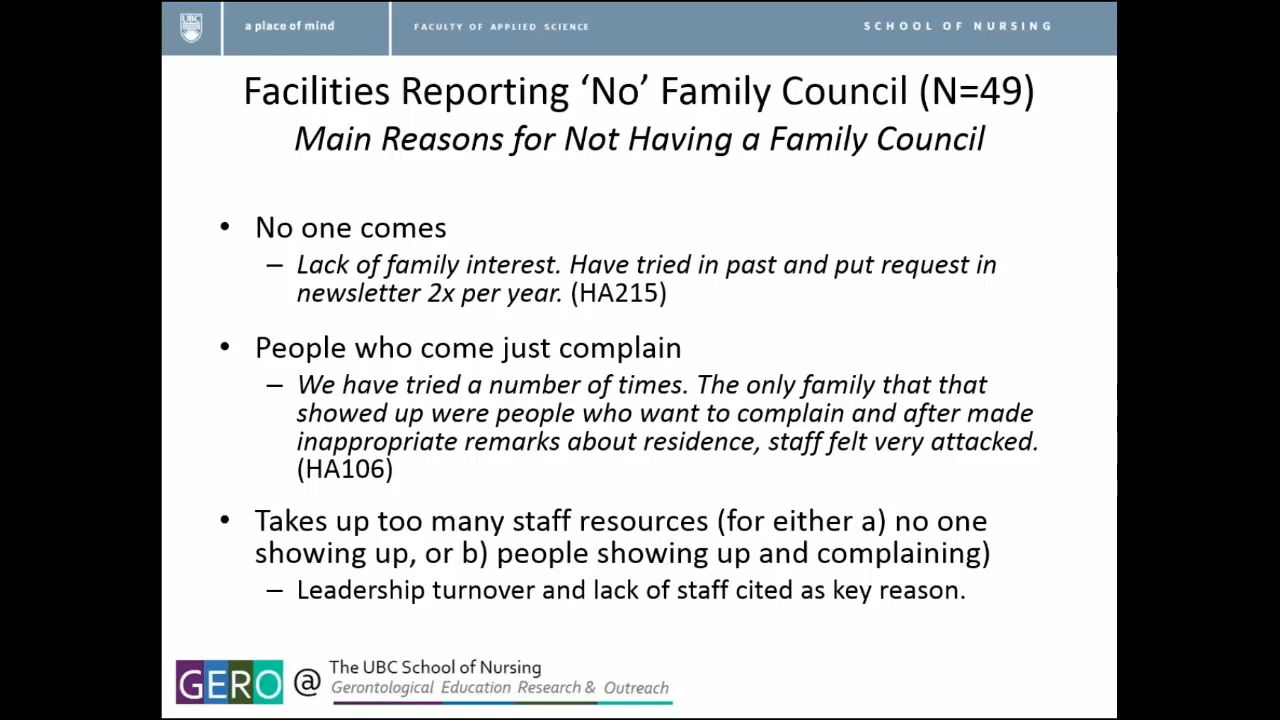 UBC
a place of mind
FACULTY OF APPLIED SCIENCE
SCHOOL OF NURSING
Facilities Reporting ‘No’ Family Council (N=49)
Main Reasons for Not Having a Family Council
• No one comes
– Lack of family interest. Have tried in past and put request in
newsletter 2x per year. (HA215)
• People who come just complain
– We have tried a number of times. The only family that that
showed up were people who want to complain and after made
inappropriate remarks about residence, staff felt very attacked.
(HA106)
• Takes up too many staff resources (for either a) no one
showing up, or b) people showing up and complaining)
– Leadership turnover and lack of staff cited as key reason.
GERO @
The UBC School of Nursing
Gerontological Education Research & Outreach